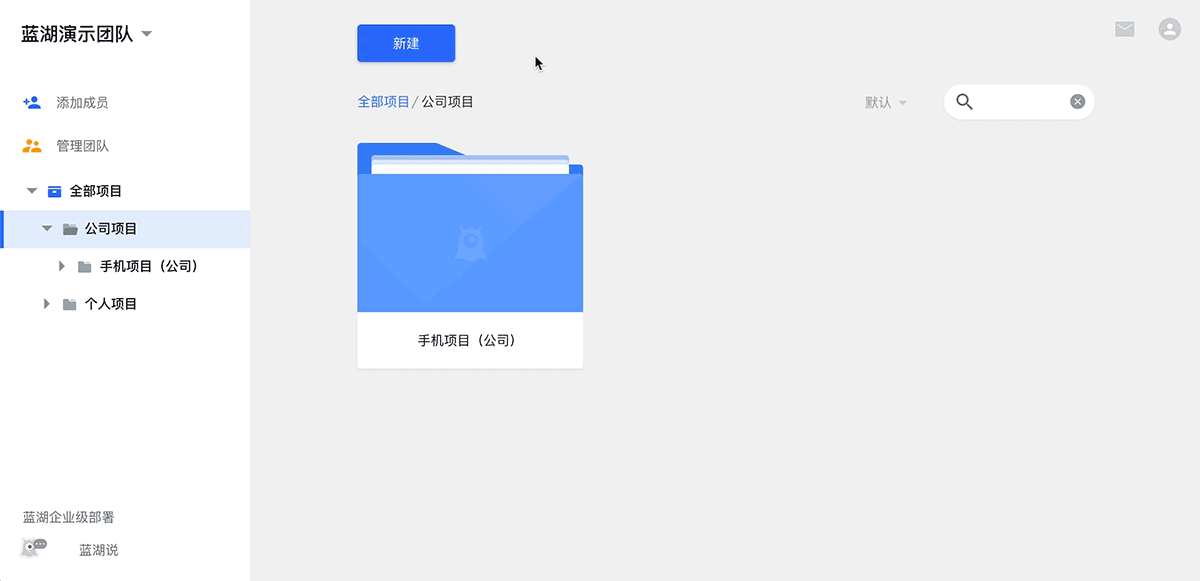 蓝湖演示团队
添加成员
管理团队
全部项目
公司项目
手机项目（公司）
个人项目
蓝湖企业级部署
蓝湖说
新建
全部项目 / 公司项目
默认
手机项目（公司）